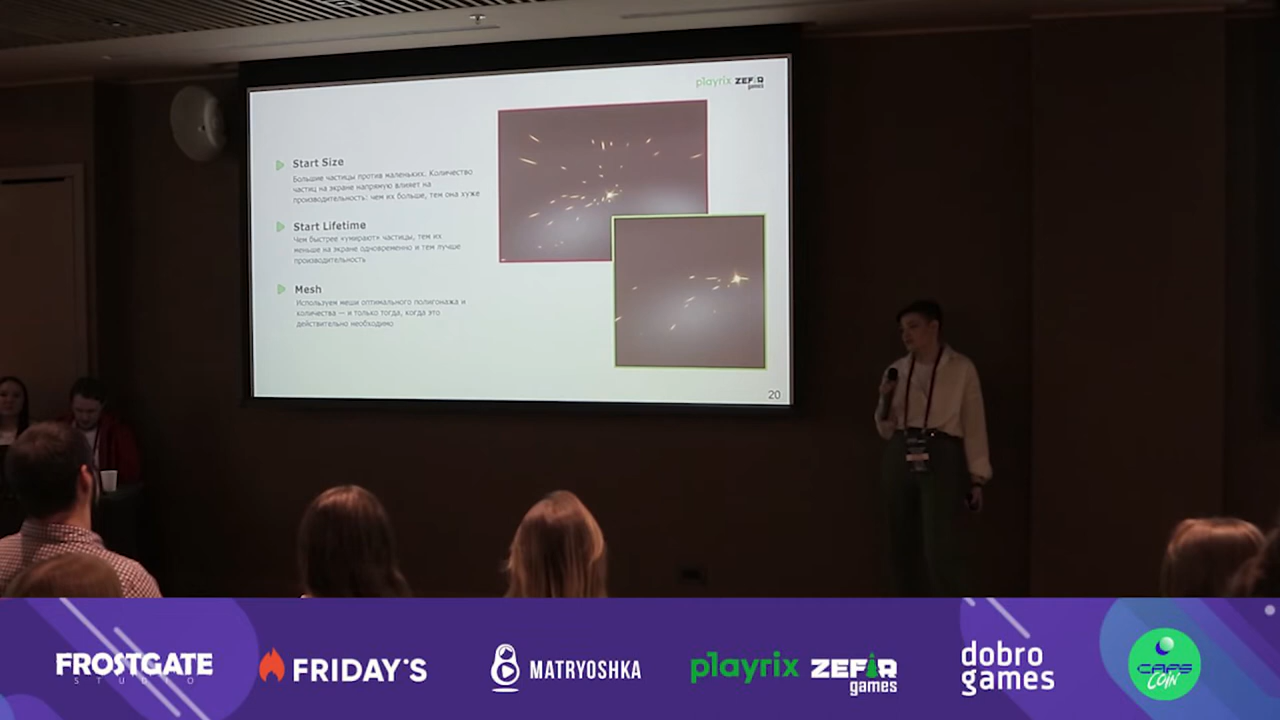 playrix ZEFIR games
Start Size
Большие частицы против маленьких. Количество
частиц на экране напрямую влияет на
производительность: чем их больше, тем она хуже
Start Lifetime
Чем быстрее «умирают» частицы, тем их
меньше на экране одновременно и тем лучше
производительность
Mesh
Используем меши оптимального полигонажа и
количества — и только тогда, когда это
действительно необходимо
20
FROSTGATE
STUDIO
FRIDAY'S
MATRYOSHKA
playrix ZEFIR
games
dobro
games
CAPS
COIN